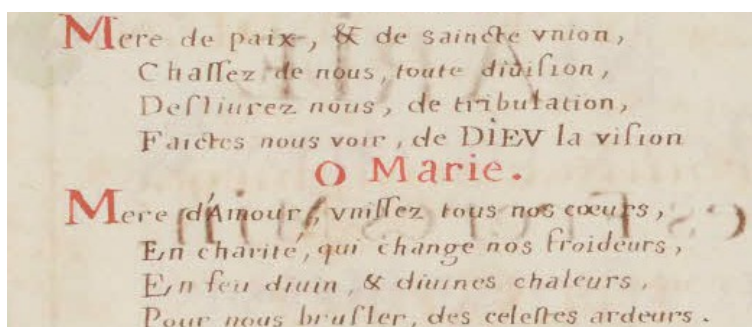 Mere de paix, & de saincte vnion,
Chaſſez de nous, toute diuiſion,
Deſliurez nous, de tribulation,
Faictes nous voir, de DIEV la viſion
O Marie.
Mere d'Amour, vniſſez tous nos cœurs,
En charité, qui change nos froideurs,
En feu diuin, & diuines chaleurs,
Pour nous bruſler, des celeſtes ardeurs.